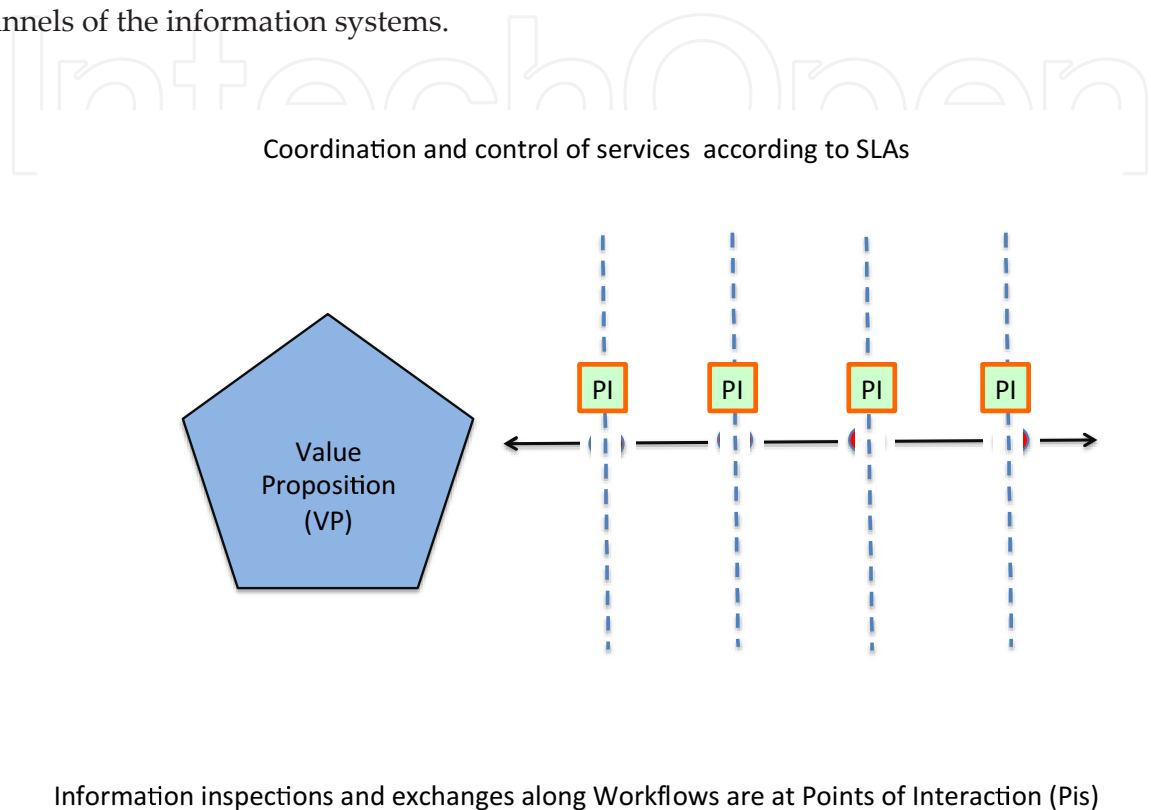 nnels of the information systems.
IntechOpen
Coordination and control of services according to SLAs
PI PI PI PI
Value
Proposition
(VP)
Information inspections and exchanges along Workflows are at Points of Interaction (Pis)